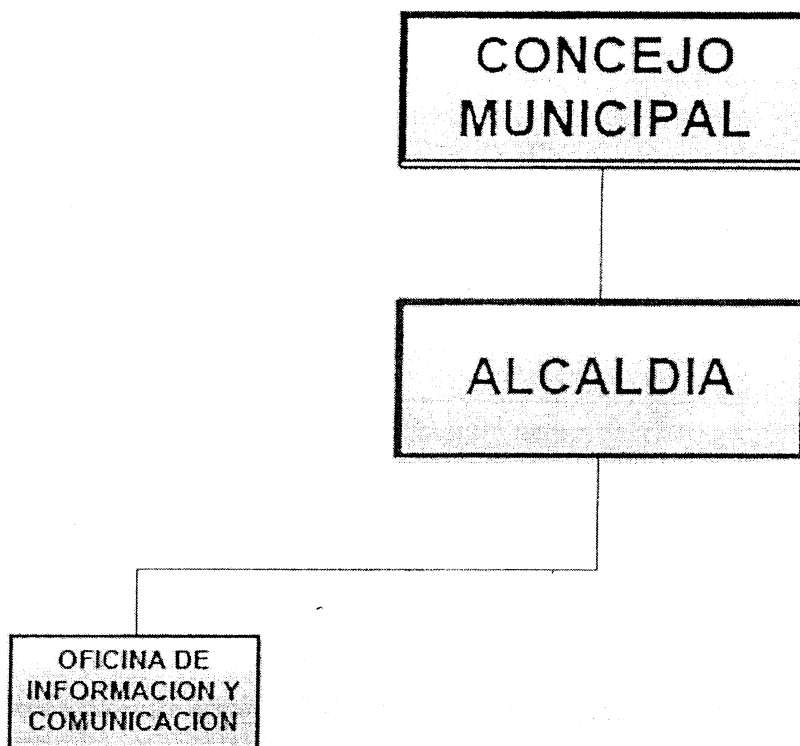 CONCEJO
MUNICIPAL
ALCALDIA
OFICINA DE
INFORMACION Y
COMUNICACION